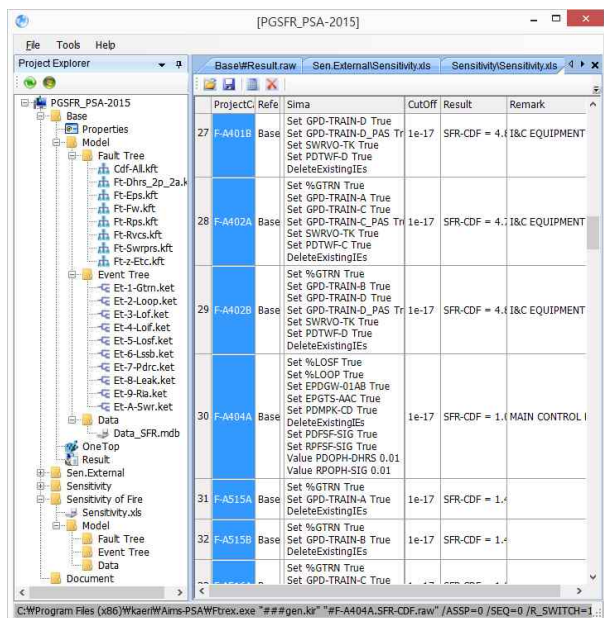 [PGSFR_PSA-2015]
File Tools Help
Project Explorer
Base\#Result.raw Sen.External\Sensitivity.xls Sensitivity\Sensitivity.xls
PGSFR_PSA-2015
Base
Properties
Model
Fault Tree
Cdf-All.kft
Ft-Dhrs_2p_2a.k
Ft-Eps.kft
Ft-Fw.kft
Ft-Rps.kft
Ft-Rvcs.kft
Ft-Swrprs.kft
Ft-z-Etc.kft
Event Tree
Et-1-Gtrn.ket
Et-2-Loop.ket
Et-3-Lof.ket
Et-4-Loif.ket
Et-5-Losf.ket
Et-6-Lssb.ket
Et-7-Pdrc.ket
Et-8-Leak.ket
Et-9-Ria.ket
Et-A-Swr.ket
Data
Data_SFR.mdb
OneTop
Result
Sen.External
Sensitivity
Sensitivity of Fire
Sensitivity.xls
Model
Fault Tree
Event Tree
Data
Document
ProjectC Refe Sima CutOff Result Remark
Set GPD-TRAIN-D True
Set GPD-TRAIN-D_PAS Tr
27 F-A401B Base Set SWRVO-TK True 1e-17 SFR-CDF = 4.8 I&C EQUIPMENT
Set PDTWF-D True
DeleteExistingIEs
Set %GTRN True
Set GPD-TRAIN-A True
Set GPD-TRAIN-C True
28 F-A402A Base Set GPD-TRAIN-C_PAS Tr 1e-17 SFR-CDF = 4.7 I&C EQUIPMENT
Set SWRVO-TK True
Set PDTWF-C True
DeleteExistingIEs
Set %GTRN True
Set GPD-TRAIN-B True
Set GPD-TRAIN-D True
29 F-A402B Base Set GPD-TRAIN-D_PAS Tr 1e-17 SFR-CDF = 4.8 I&C EQUIPMENT
Set SWRVO-TK True
Set PDTWF-D True
DeleteExistingIEs
Set %LOSF True
Set %LOOP True
Set EPDGW-01AB True
Set EPGTS-AAC True
30 F-A404A Base Set PDMPK-CD True 1e-17 SFR-CDF = 1.0 MAIN CONTROL
DeleteExistingIEs
Set PDFSF-SIG True
Set RPFSF-SIG True
Value PDOPH-DHRS 0.01
Value RPOPH-SIG 0.01
Set %GTRN True
31 F-A515A Base Set GPD-TRAIN-A True 1e-17 SFR-CDF = 1.4
DeleteExistingIEs
Set %GTRN True
32 F-A515B Base Set GPD-TRAIN-B True 1e-17 SFR-CDF = 1.4
DeleteExistingIEs
Set %GTRN True
Set GPD-TRAIN-C True
C:₩Program Files (x86)₩kaeri₩Aims-PSA₩Ftrex.exe "###gen.kir" "#F-A404A.SFR-CDF.raw" /ASSP=0 /SEQ=0 /R_SWITCH=1